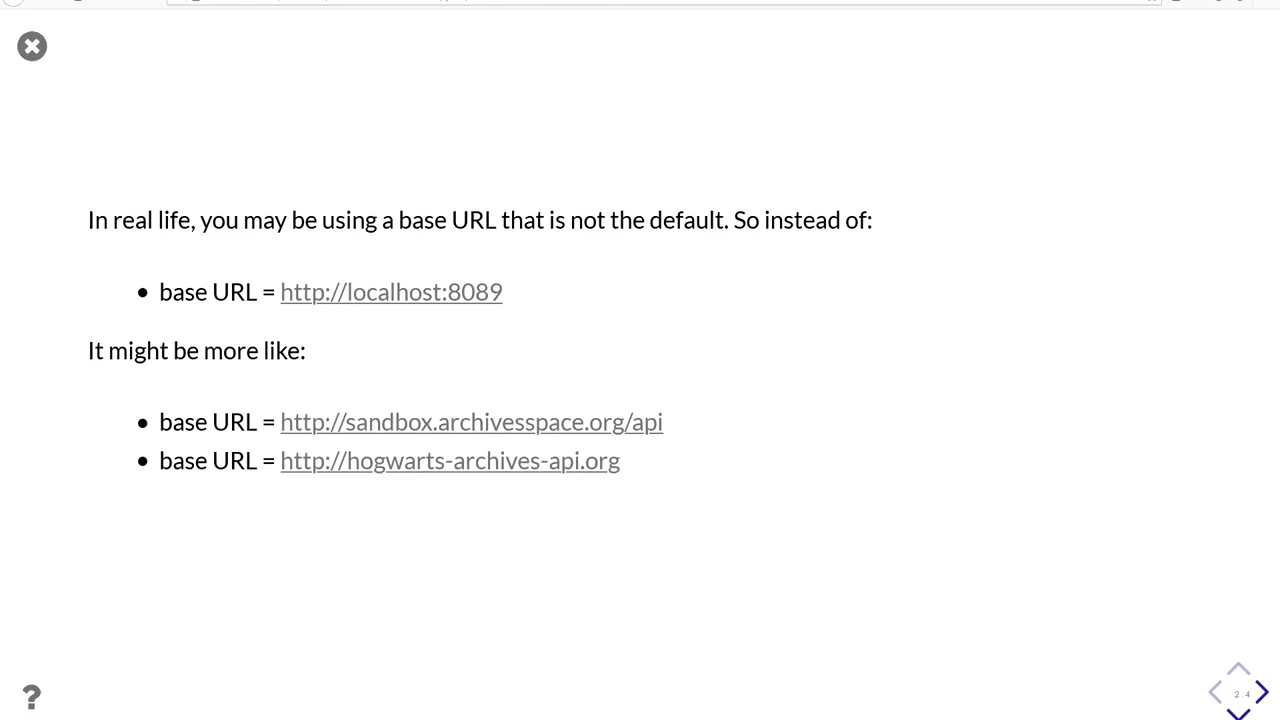 In real life, you may be using a base URL that is not the default. So instead of:
• base URL = http://localhost:8089
It might be more like:
• base URL = http://sandbox.archivesspace.org/api
• base URL = http://hogwarts-archives-api.org
?
2.4